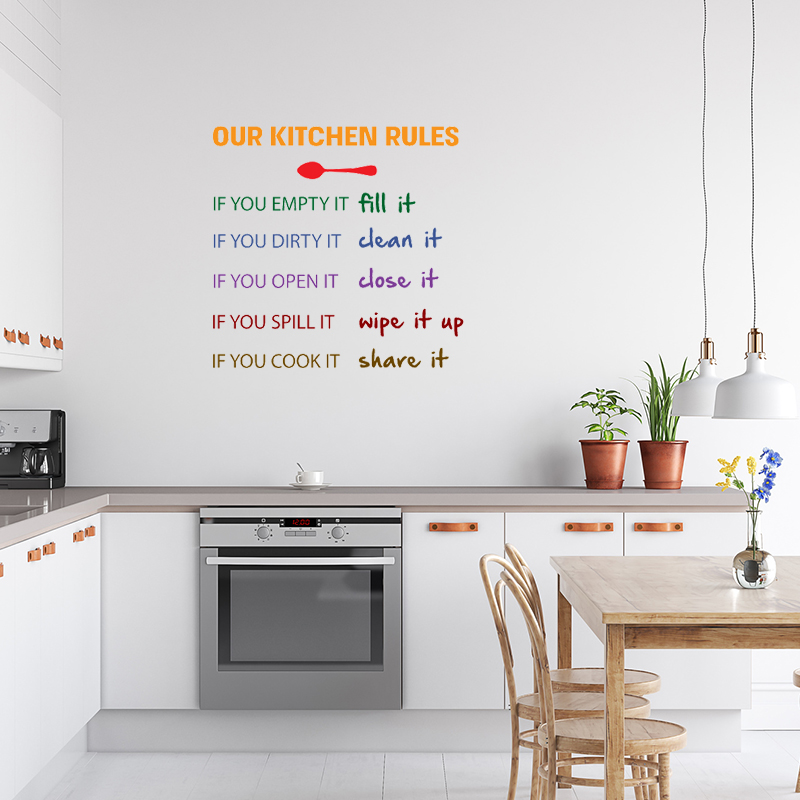 OUR KITCHEN RULES
IF YOU EMPTY IT fill it
IF YOU DIRTY IT clean it
IF YOU OPEN IT close it
IF YOU SPILL IT wipe it up
IF YOU COOK IT share it
12:00